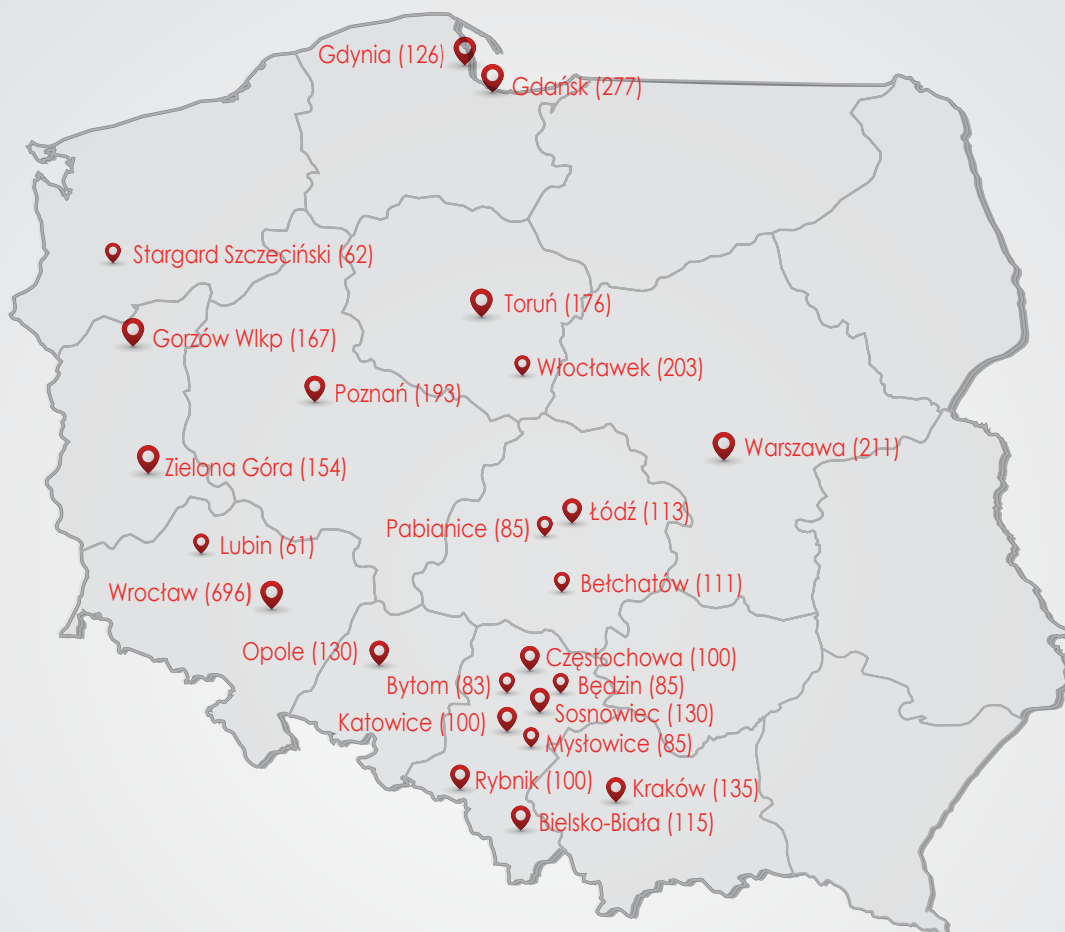 Gdynia (126)
Gdańsk (277)
Stargard Szczeciński (62)
Toruń (176)
Gorzów Wlkp (167)
Włocławek (203)
Poznań (193)
Warszawa (211)
Zielona Góra (154)
Łódź (113)
Pabianice (85)
Lubin (61)
Bełchatów (111)
Wrocław (696)
Opole (130)
Częstochowa (100)
Bytom (83)
Będzin (85)
Sosnowiec (130)
Katowice (100)
Mysłowice (85)
Rybnik (100)
Kraków (135)
Bielsko-Biała (115)